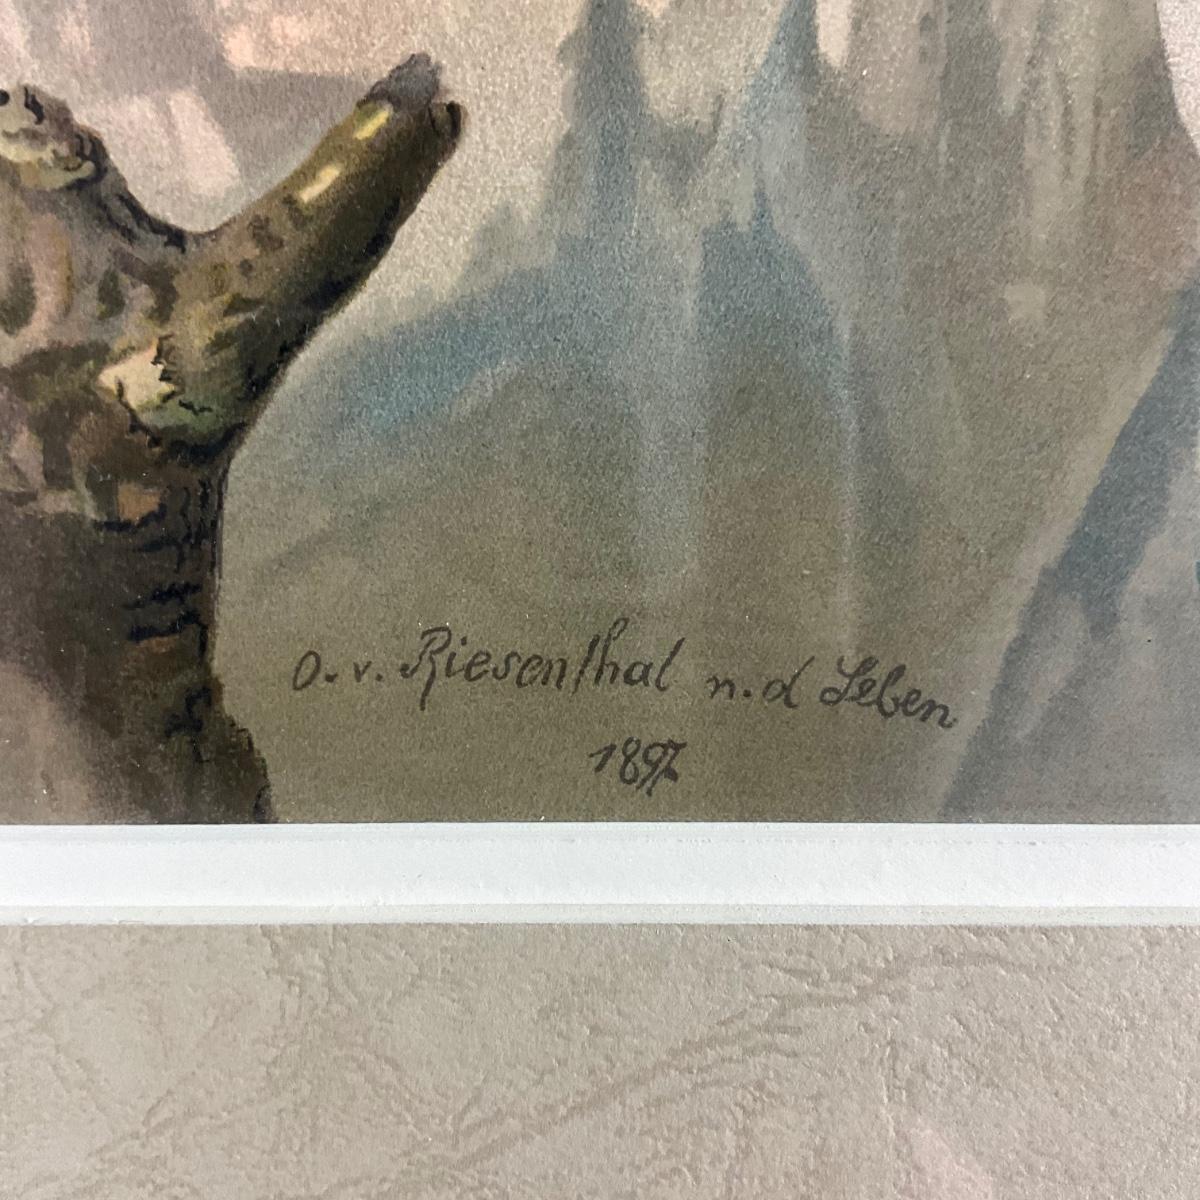 O. v. Riesenthal n. d Leben
1897